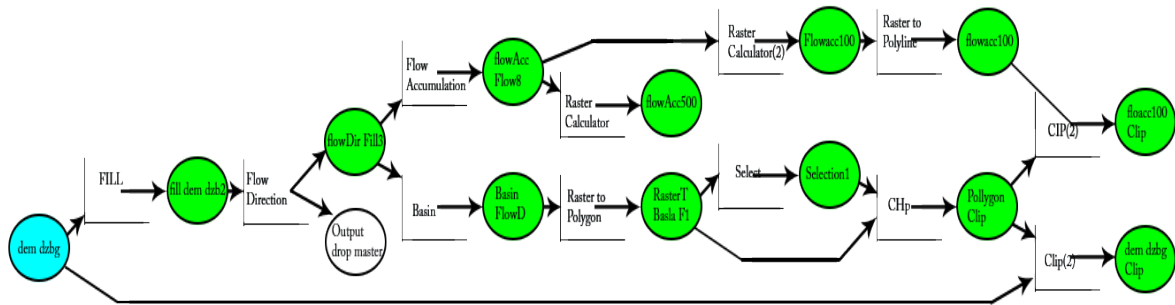 dem dzbg
FILL
fill dem dzb2
Flow
Direction
flowDir Fill3
Output
drop master
Flow
Accumulation
flowAcc
Flow8
Raster
Calculator
flowAcc500
Raster
Calculator(2)
Flowacc100
Raster to
Polyline
flowacc100
CIP(2)
floacc100
Clip
Basin
Basin
FlowD
Raster to
Polygon
RasterT
Basla F1
Select
Selection1
CHp
Pollygon
Clip
Clip(2)
dem dzbg
Clip